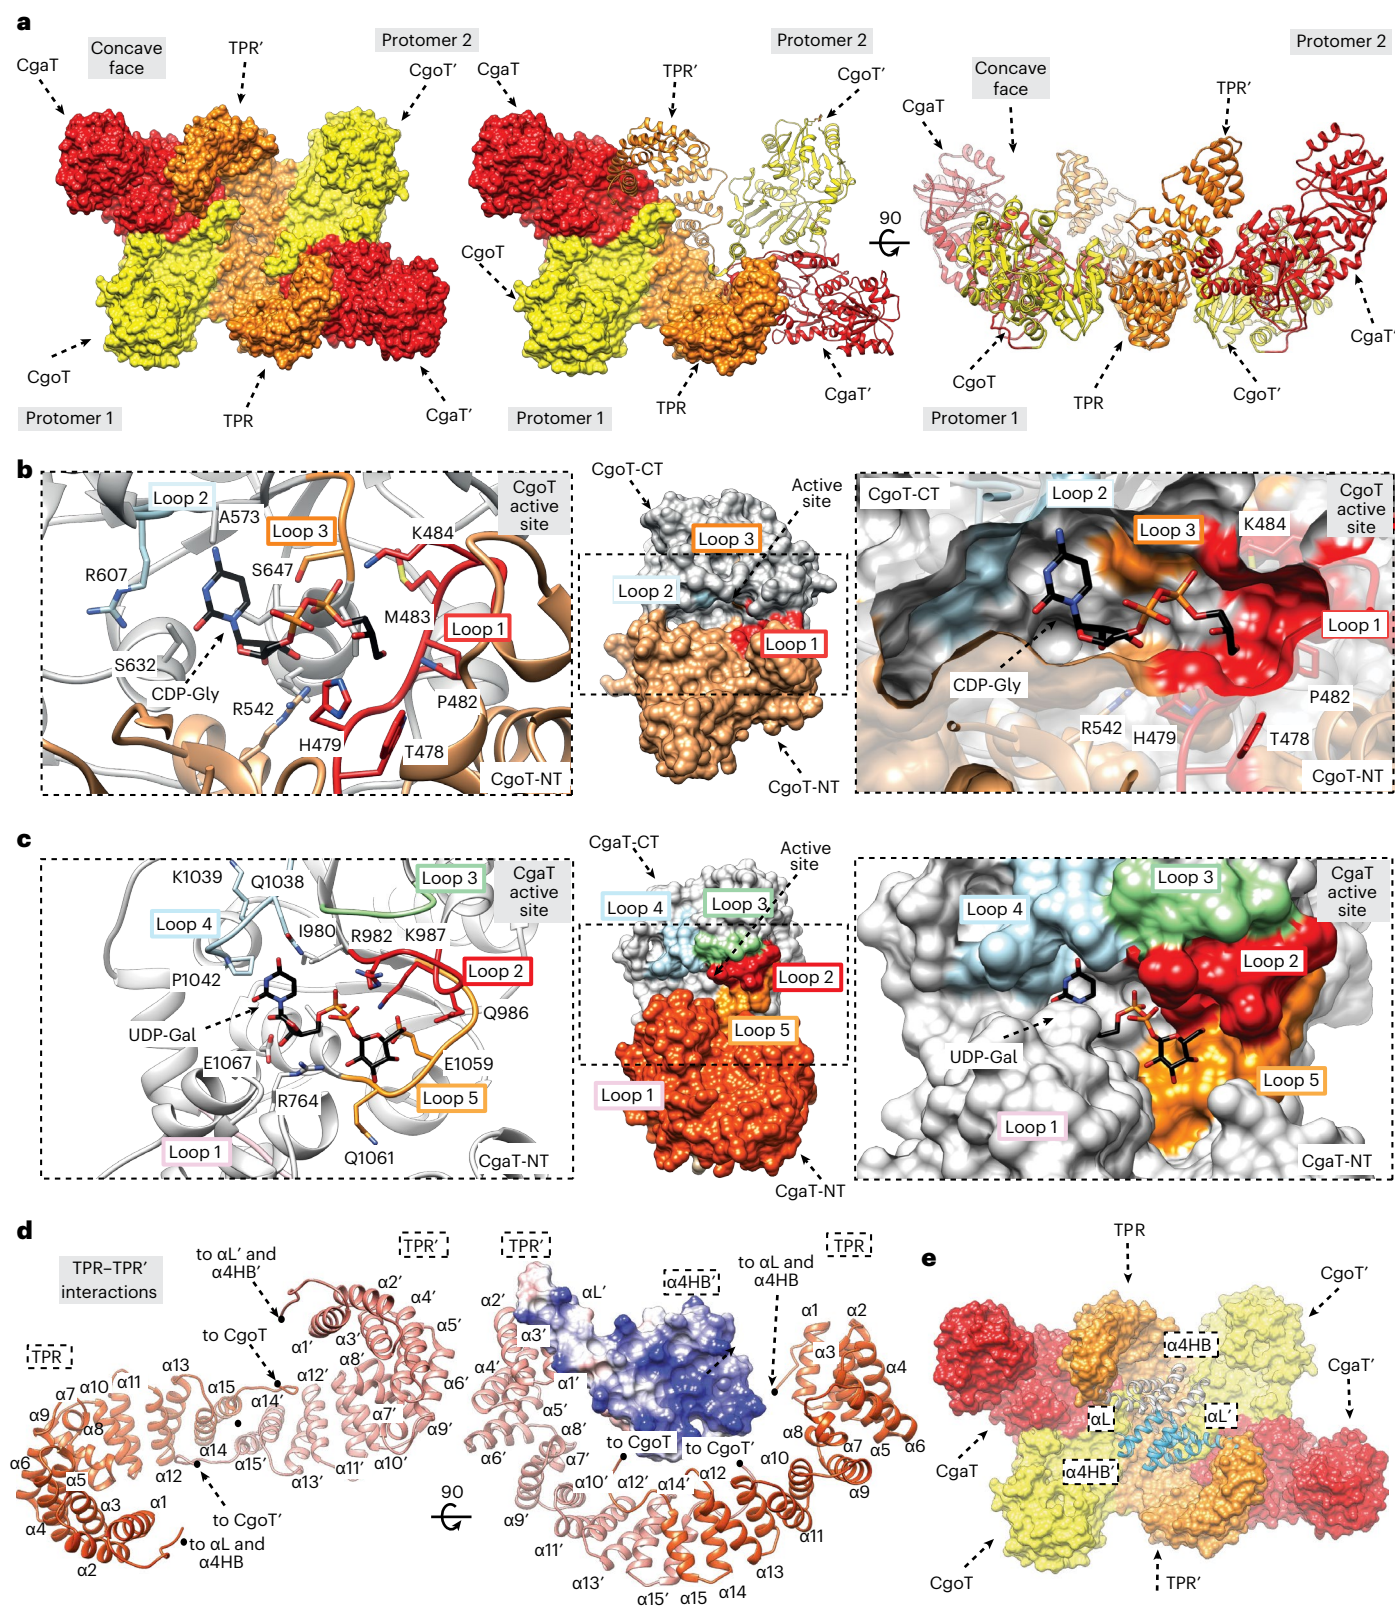 a
Concave
face
TPR′
Protomer 2
CgaT
CgoT′
CgoT
Protomer 1
TPR
CgaT′
Protomer 2
CgaT
TPR′
CgoT′
CgoT
Protomer 1
TPR
CgaT′
90
Protomer 2
Concave
face
CgaT
TPR′
CgaT′
CgoT
TPR
CgoT′
Protomer 1
b
Loop 2
A573
Loop 3
CgoT
active
site
K484
R607
S647
M483
Loop 1
S632
CDP-Gly
R542
P482
H479
T478
CgoT-NT
CgoT-CT
Active
site
Loop 3
Loop 2
Loop 1
CgoT-NT
CgoT-CT
Loop 2
Loop 3
K484
CgoT
active
site
Loop 1
CDP-Gly
P482
R542
H479
T478
CgoT-NT
c
K1039
Q1038
Loop 3
CgaT
active
site
Loop 4
I980
R982
K987
Loop 2
P1042
Q986
UDP-Gal
E1067
E1059
R764
Loop 5
Loop 1
Q1061
CgaT-NT
CgaT-CT
Active
site
Loop 4
Loop 3
Loop 2
Loop 5
Loop 1
CgaT-NT
Loop 3
CgaT
active
site
Loop 4
Loop 2
UDP-Gal
Loop 5
Loop 1
CgaT-NT
d
TPR–TPR′
interactions
to αL′ and
α4HB′
TPR′
α2′
α4′
to CgoT
α1′
α3′
α5′
TPR
α8′
α13
α12′
α6′
α7
α10
α11
α15
α14′
α9
α8
α7′
α9′
α6
α14
α5
α12
α15′
α13′
α11′
α10′
α3
α1
α4
to CgoT′
α2
to αL and
α4HB
90
TPR′
αL′
α4HB′
to αL and
α4HB
TPR
α2′
α1
α2
α3′
α3
α4′
α1′
α4
α5′
α8′
to CgoT
to CgoT′
α8
α7
α5
α6
α6′
α7′
α10′
α12′
α14′
α12
α10
α9
α9′
α11
α11′
α13
α13′
α15′
α15
α14
e
TPR
CgoT′
α4HB
CgaT′
αL
αL′
CgaT
α4HB′
CgoT
TPR′